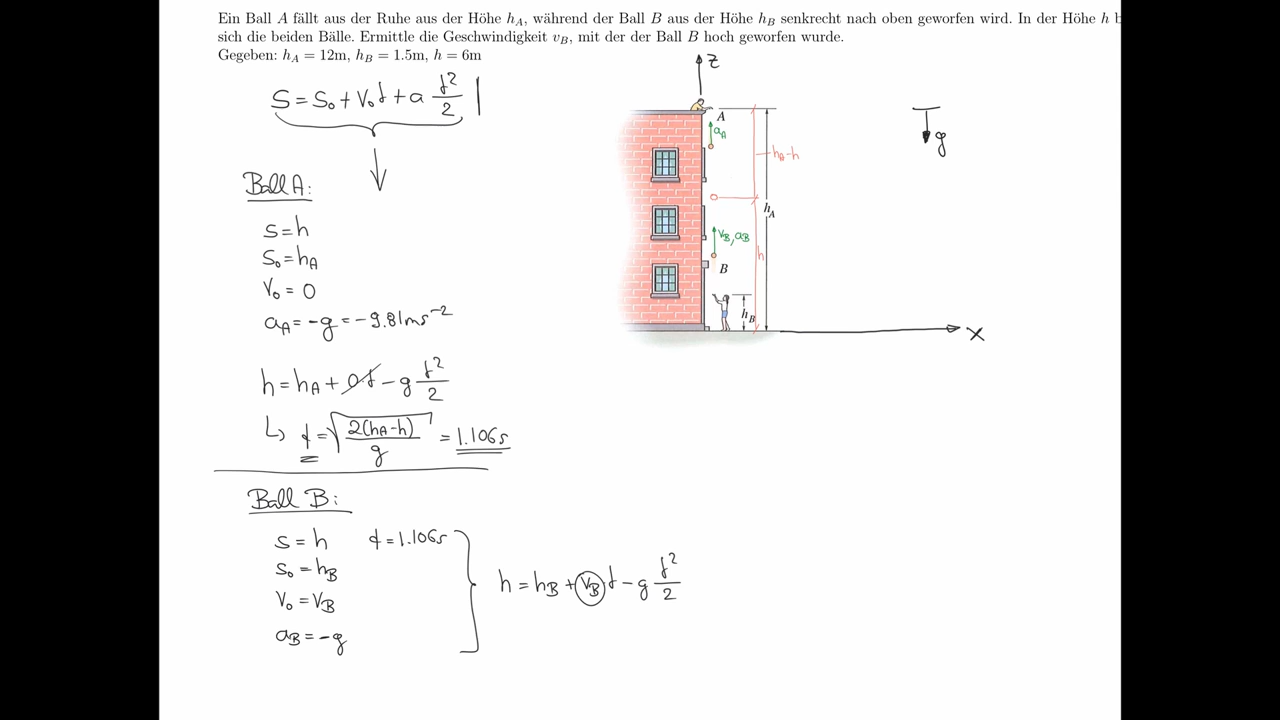 Ein Ball A fällt aus der Ruhe aus der Höhe h_A, während der Ball B aus der Höhe h_B senkrecht nach oben geworfen wird. In der Höhe h
sich die beiden Bälle. Ermittle die Geschwindigkeit v_B, mit der der Ball B hoch geworfen wurde.
Gegeben: h_A = 12m, h_B = 1.5m, h = 6m
z
S = S₀ + V₀t + a t²/2 |
A
a_A
g
h_A-h
Ball A:
h_A
S = h
S₀ = h_A
V_B, a_B
h
B
V₀ = 0
a_A = -g = -9.81ms⁻²
h_B
x
h = h_A + 0t - g t²/2
↳ t = √(2(h_A-h)/g) = 1.106s
Ball B:
S = h t = 1.106s
S₀ = h_B
h = h_B + V_B t - g t²/2
V₀ = V_B
a_B = -g